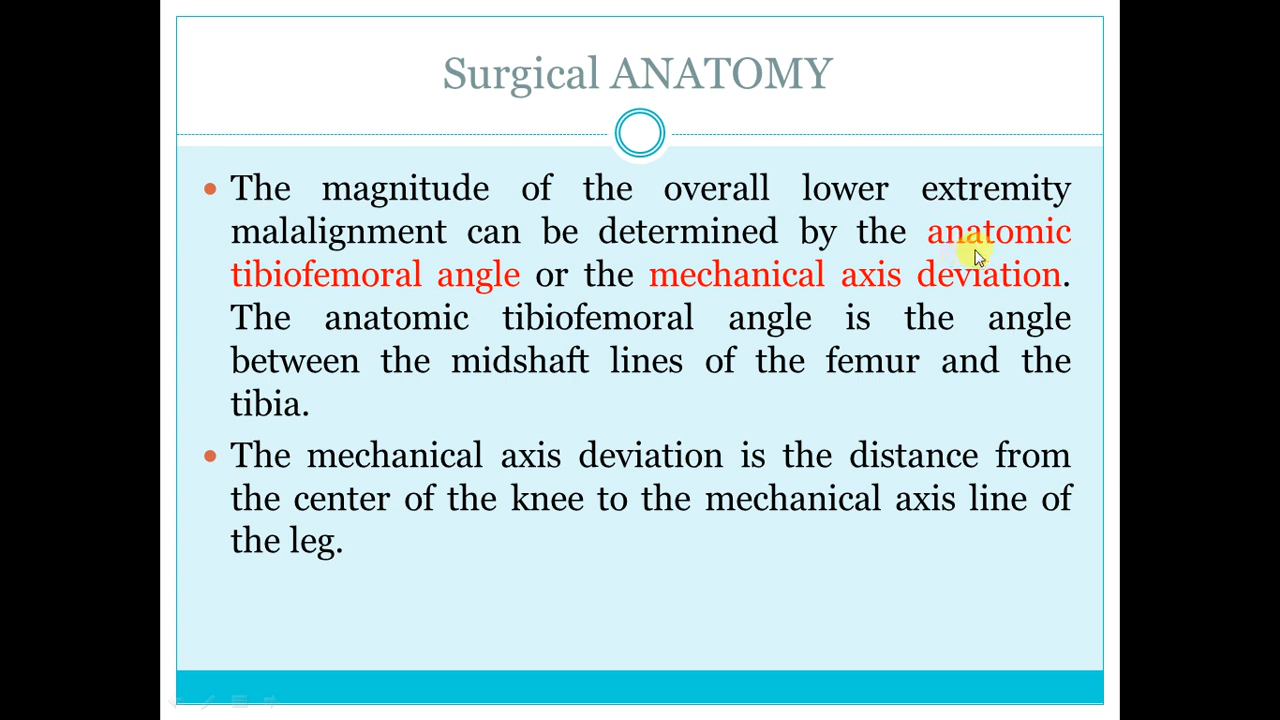 Surgical ANATOMY
• The magnitude of the overall lower extremity
malalignment can be determined by the anatomic
tibiofemoral angle or the mechanical axis deviation.
The anatomic tibiofemoral angle is the angle
between the midshaft lines of the femur and the
tibia.
• The mechanical axis deviation is the distance from
the center of the knee to the mechanical axis line of
the leg.